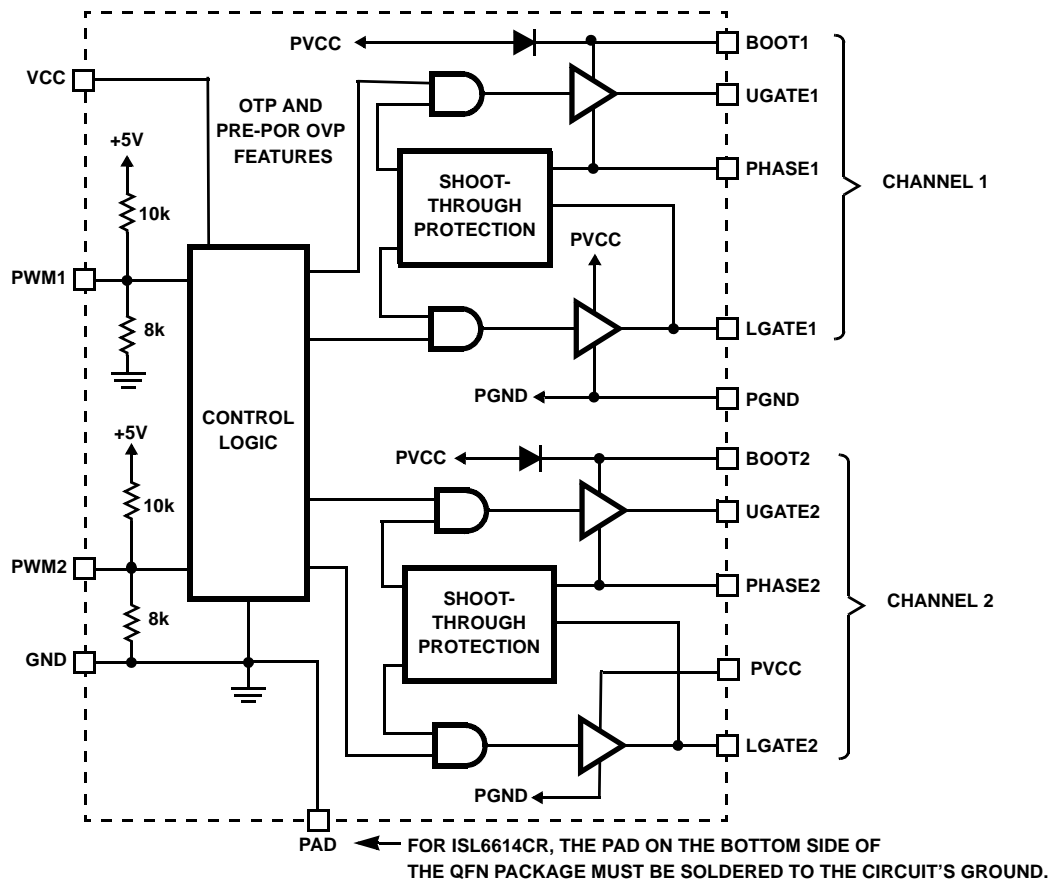 PVCC
BOOT1
VCC
UGATE1
OTP AND
PRE-POR OVP
FEATURES
+5V
10k
SHOOT-
THROUGH
PROTECTION
PHASE1
CHANNEL 1
PVCC
PWM1
8k
LGATE1
PGND
PGND
CONTROL
LOGIC
+5V
PVCC
BOOT2
10k
UGATE2
PWM2
SHOOT-
THROUGH
PROTECTION
PHASE2
CHANNEL 2
8k
GND
PVCC
LGATE2
PGND
PAD
FOR ISL6614CR, THE PAD ON THE BOTTOM SIDE OF
THE QFN PACKAGE MUST BE SOLDERED TO THE CIRCUIT'S GROUND.